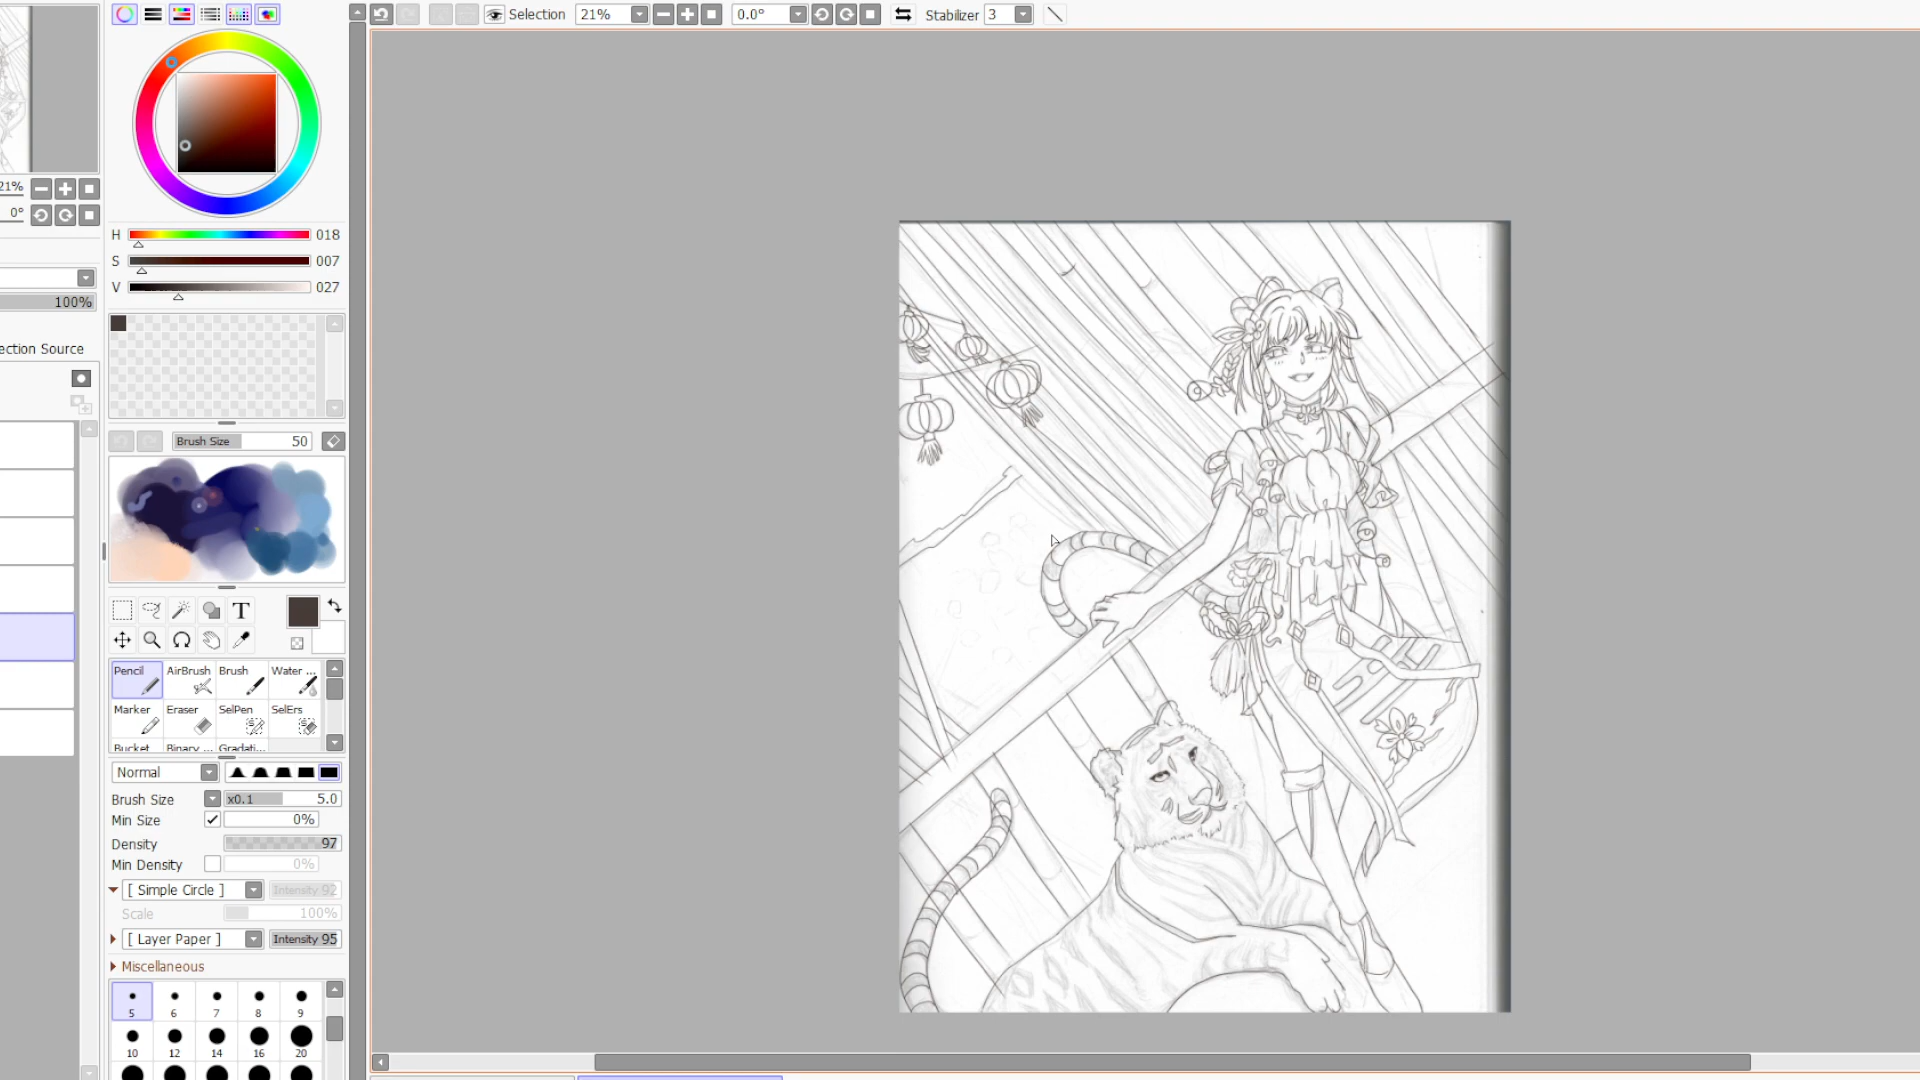 Selection 21% 0.0° Stabilizer 3
21%
0°
H 018
S 007
V 027
100%
ection Source
Brush Size 50
T
Pencil AirBrush Brush Water ...
Marker Eraser SelPen SelErs
Bucket Binary ... Gradati...
Normal
Brush Size x0.1 5.0
Min Size 0%
Density 97
Min Density 0%
[ Simple Circle ] Intensity 92
Scale 100%
[ Layer Paper ] Intensity 95
Miscellaneous
5 6 7 8 9
10 12 14 16 20